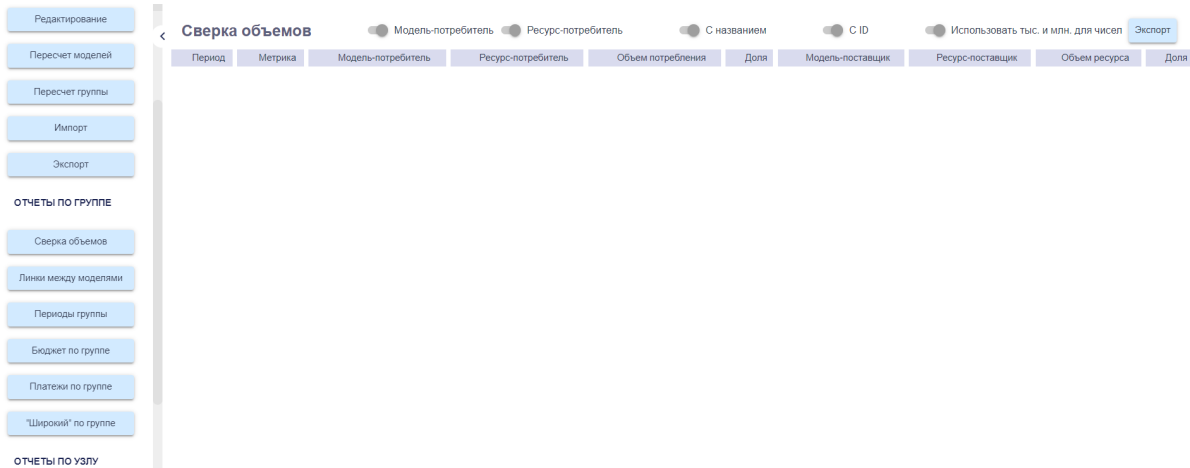 Редактирование
Пересчет моделей
Пересчет группы
Импорт
Экспорт
ОТЧЕТЫ ПО ГРУППЕ
Сверка объемов
Линки между моделями
Периоды группы
Бюджет по группе
Платежи по группе
"Широкий" по группе
ОТЧЕТЫ ПО УЗЛУ
Сверка объемов Модель-потребитель Ресурс-потребитель С названием С ID Использовать тыс. и млн. для чисел Экспорт
Период Метрика Модель-потребитель Ресурс-потребитель Объем потребления Доля Модель-поставщик Ресурс-поставщик Объем ресурса Доля